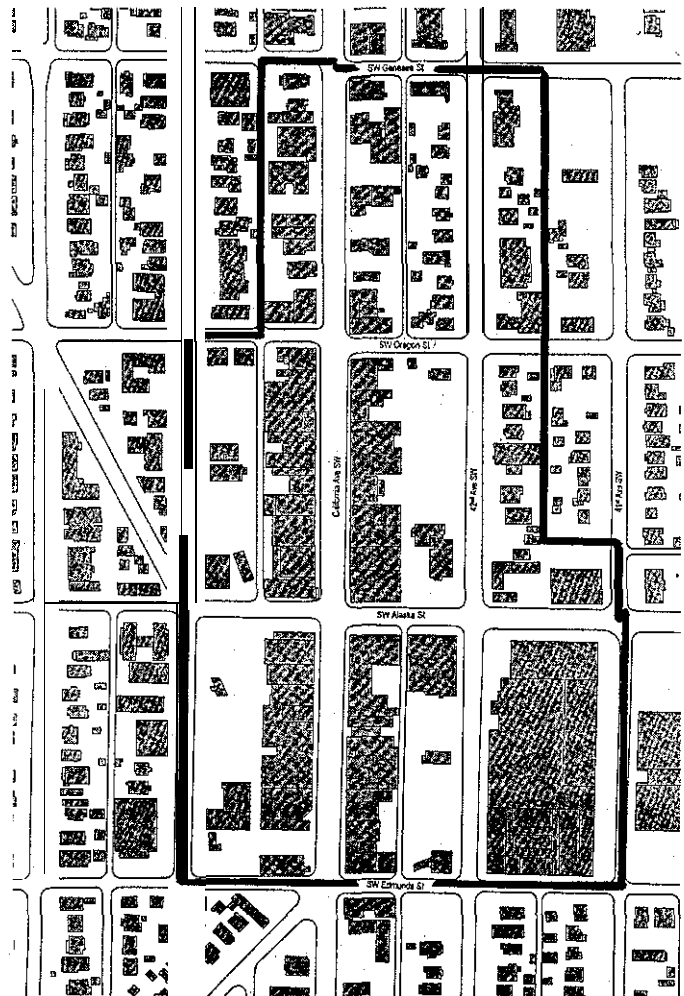 SW Genesee St
SW Oregon St
California Ave SW
42nd Ave SW
41st Ave SW
SW Alaska St
SW Edmunds St